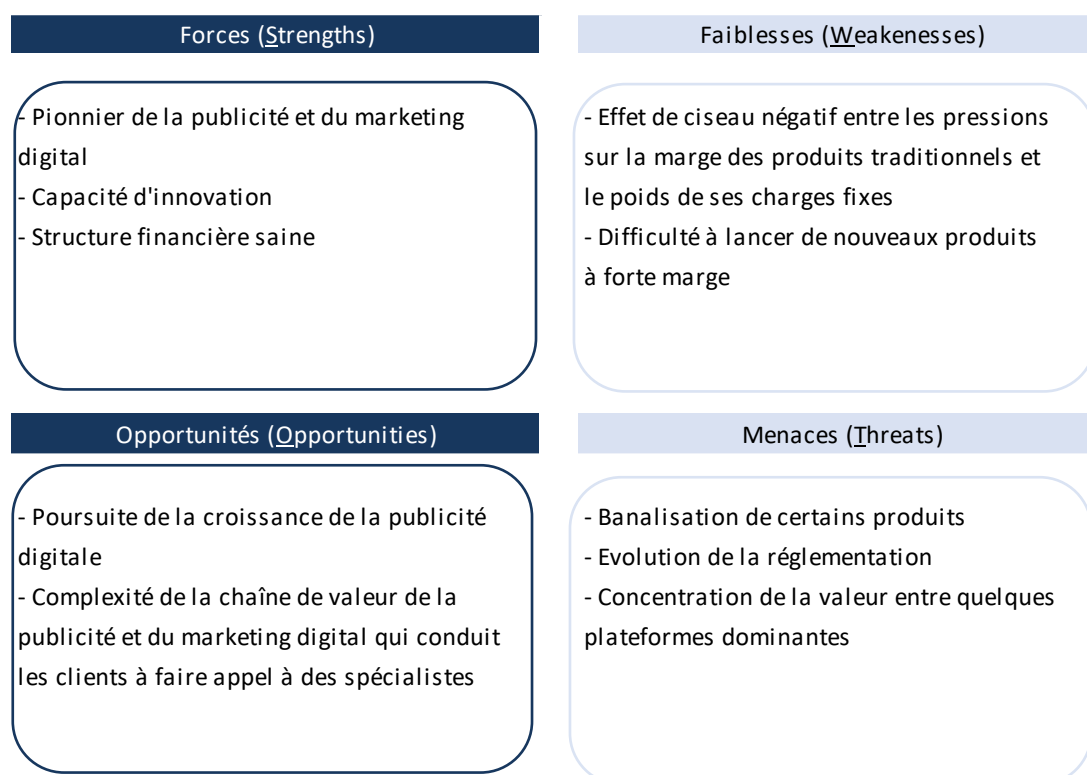 Forces (Strengths)
- Pionnier de la publicité et du marketing
digital
- Capacité d'innovation
- Structure financière saine
Faiblesses (Weakenesses)
- Effet de ciseau négatif entre les pressions
sur la marge des produits traditionnels et
le poids de ses charges fixes
- Difficulté à lancer de nouveaux produits
à forte marge
Opportunités (Opportunities)
- Poursuite de la croissance de la publicité
digitale
- Complexité de la chaîne de valeur de la
publicité et du marketing digital qui conduit
les clients à faire appel à des spécialistes
Menaces (Threats)
- Banalisation de certains produits
- Evolution de la réglementation
- Concentration de la valeur entre quelques
plateformes dominantes